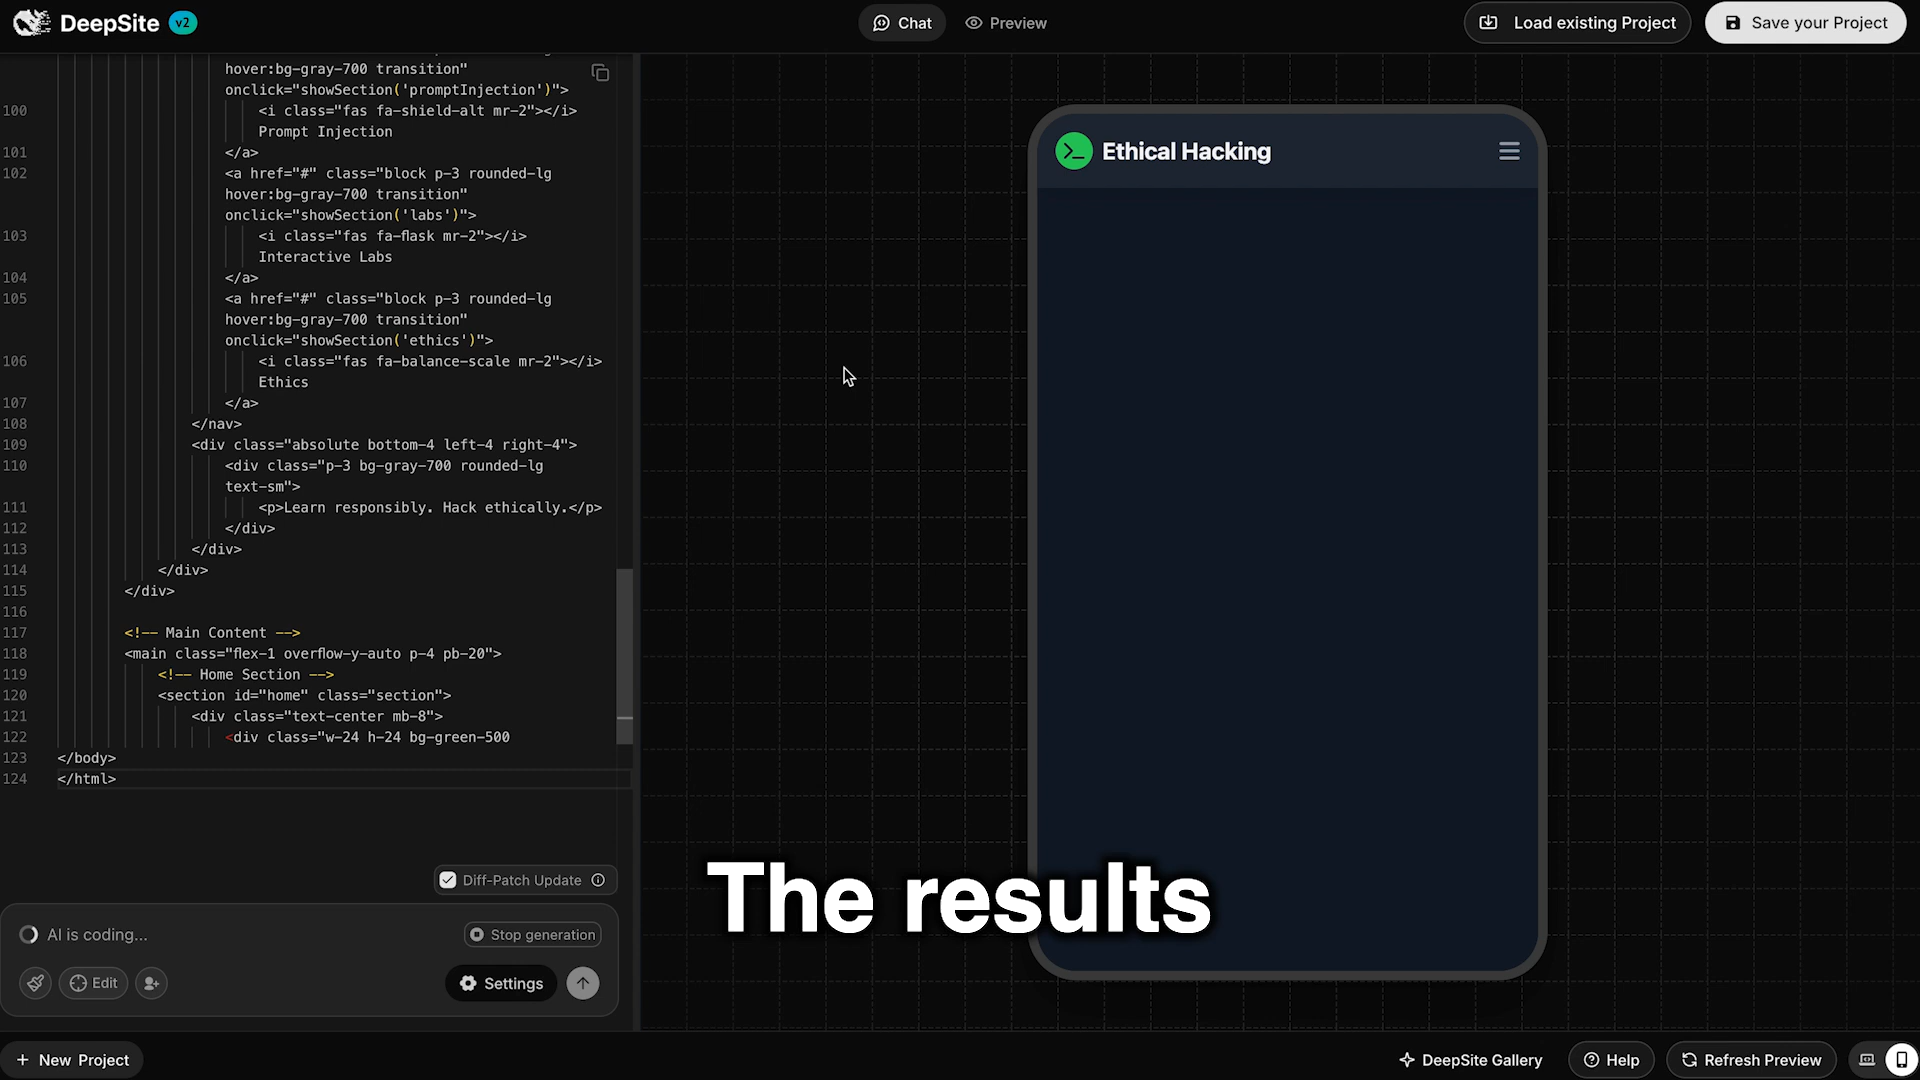 DeepSite v2
Chat
Preview
Load existing Project
Save your Project
hover:bg-gray-700 transition"
onclick="showSection('promptInjection')">
100 <i class="fas fa-shield-alt mr-2"></i>
Prompt Injection
101 </a>
102 <a href="#" class="block p-3 rounded-lg
hover:bg-gray-700 transition"
onclick="showSection('labs')">
103 <i class="fas fa-flask mr-2"></i>
Interactive Labs
104 </a>
105 <a href="#" class="block p-3 rounded-lg
hover:bg-gray-700 transition"
onclick="showSection('ethics')">
106 <i class="fas fa-balance-scale mr-2"></i>
Ethics
107 </a>
108 </nav>
109 <div class="absolute bottom-4 left-4 right-4">
110 <div class="p-3 bg-gray-700 rounded-lg
text-sm">
111 <p>Learn responsibly. Hack ethically.</p>
112 </div>
113 </div>
114 </div>
115 </div>
116
117 <!-- Main Content -->
118 <main class="flex-1 overflow-y-auto p-4 pb-20">
119 <!-- Home Section -->
120 <section id="home" class="section">
121 <div class="text-center mb-8">
122 <div class="w-24 h-24 bg-green-500
123 </body>
124 </html>
Diff-Patch Update
AI is coding...
Stop generation
Edit
Settings
Ethical Hacking
The results
+ New Project
DeepSite Gallery
Help
Refresh Preview